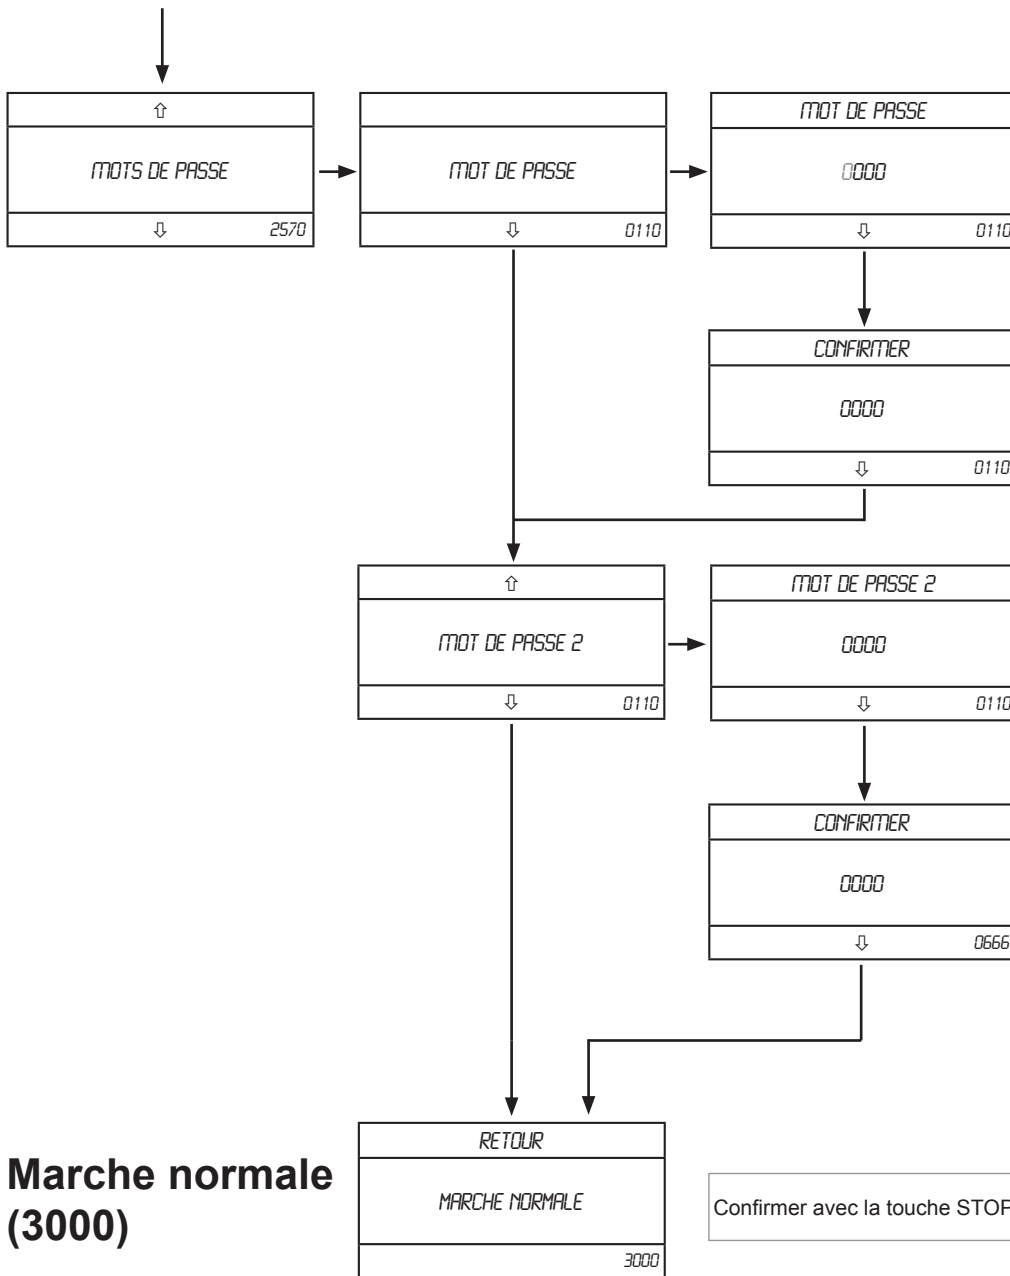 ⇧
MOTS DE PASSE
⇩ 2570
MOT DE PASSE
⇩ 0110
MOT DE PASSE
0000
⇩ 0110
CONFIRMER
0000
⇩ 0110
⇧
MOT DE PASSE 2
⇩ 0110
MOT DE PASSE 2
0000
⇩ 0110
CONFIRMER
0000
⇩ 0666
Marche normale
(3000)
RETOUR
MARCHE NORMALE
3000
Confirmer avec la touche STOP